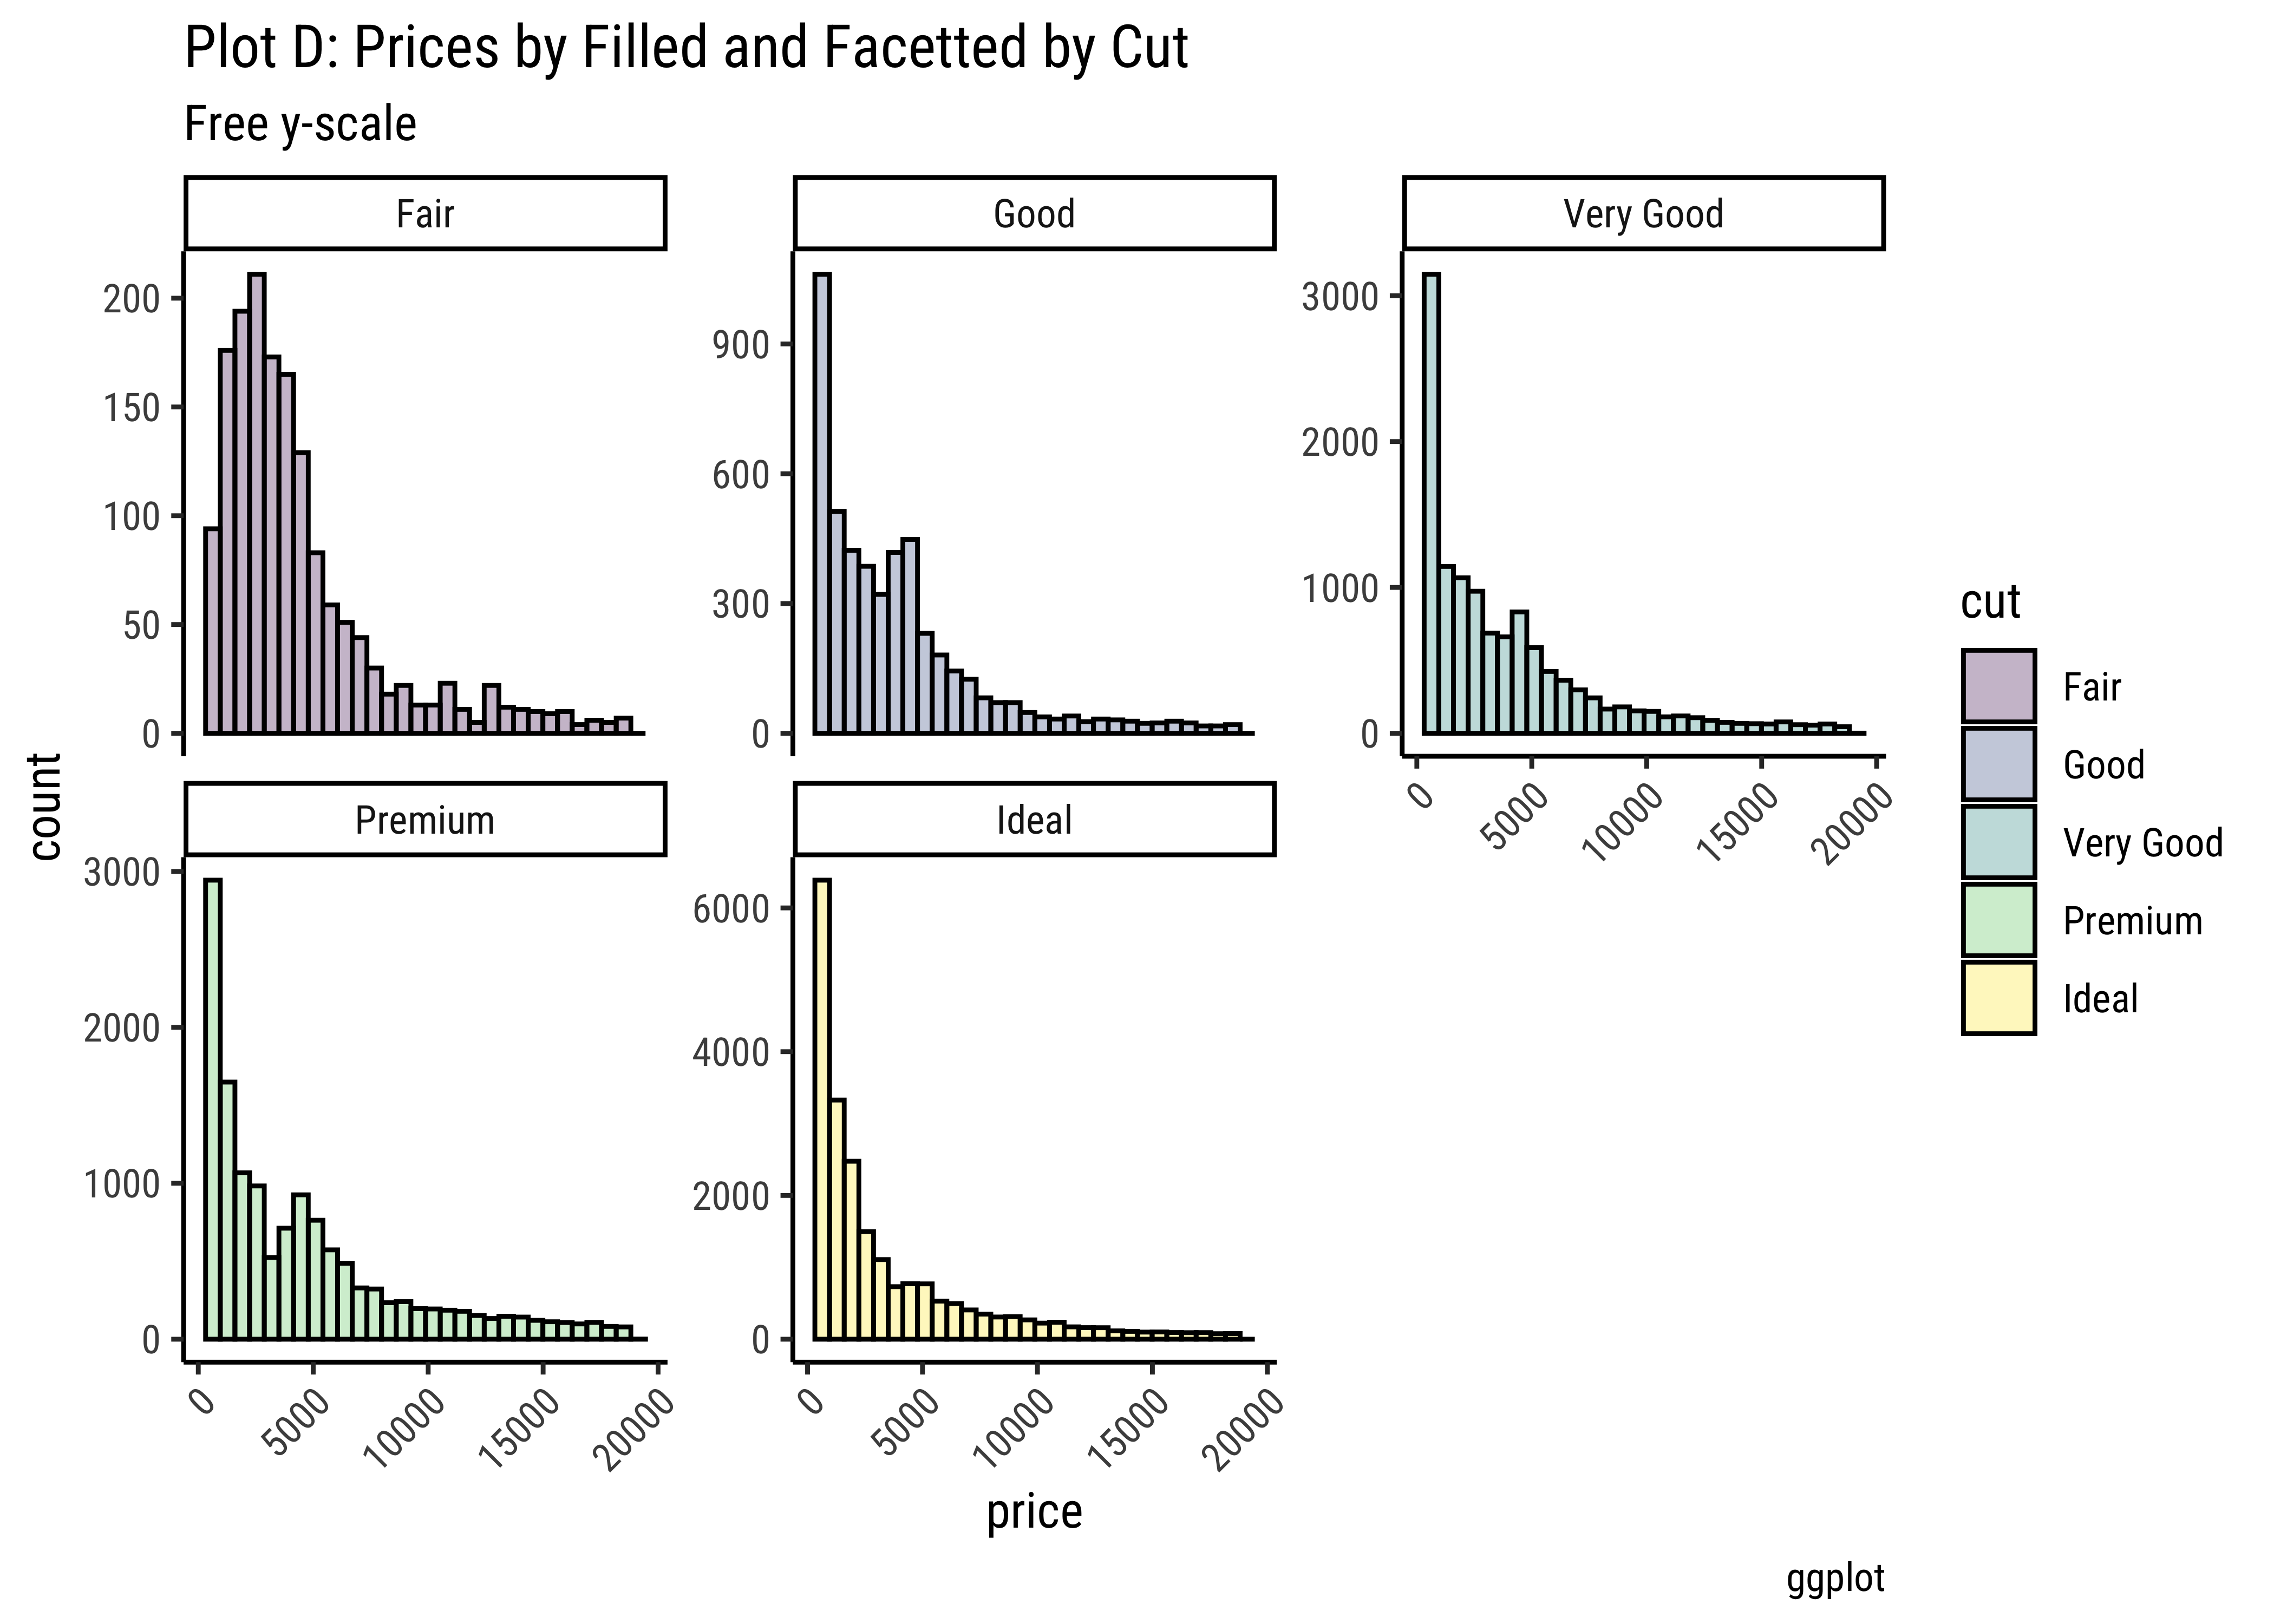 Plot D: Prices by Filled and Facetted by Cut
Free y-scale
Fair
Good
Very Good
200
150
100
50
0
900
600
300
0
3000
2000
1000
0
0
5000
10000
15000
20000
count
Premium
Ideal
3000
2000
1000
0
6000
4000
2000
0
0
5000
10000
15000
20000
0
5000
10000
15000
20000
price
cut
Fair
Good
Very Good
Premium
Ideal
ggplot